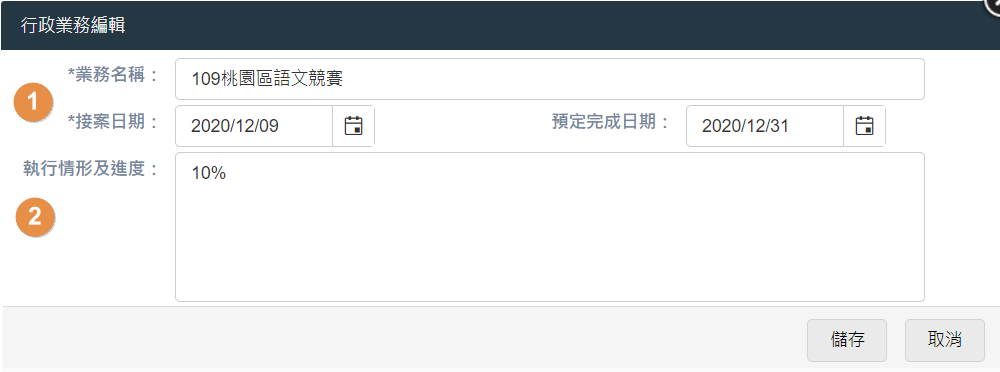 行政業務編輯
*業務名稱： 109桃園區語文競賽
1
*接案日期： 2020/12/09 預定完成日期： 2020/12/31
執行情形及進度： 10%
2
儲存 取消